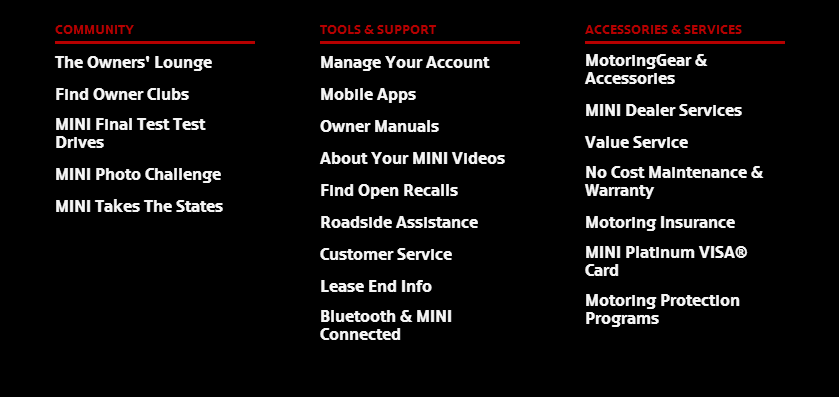 COMMUNITY
The Owners' Lounge
Find Owner Clubs
MINI Final Test Test
Drives
MINI Photo Challenge
MINI Takes The States
TOOLS & SUPPORT
Manage Your Account
Mobile Apps
Owner Manuals
About Your MINI Videos
Find Open Recalls
Roadside Assistance
Customer Service
Lease End Info
Bluetooth & MINI
Connected
ACCESSORIES & SERVICES
MotoringGear &
Accessories
MINI Dealer Services
Value Service
No Cost Maintenance &
Warranty
Motoring Insurance
MINI Platinum VISA®
Card
Motoring Protection
Programs